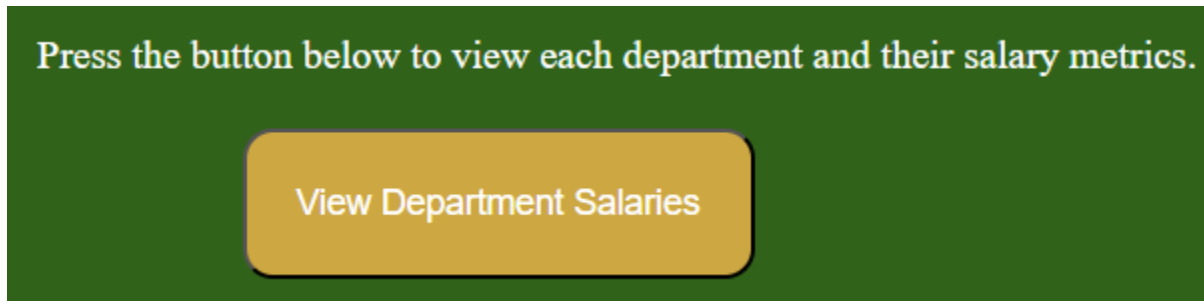 Press the button below to view each department and their salary metrics.
View Department Salaries